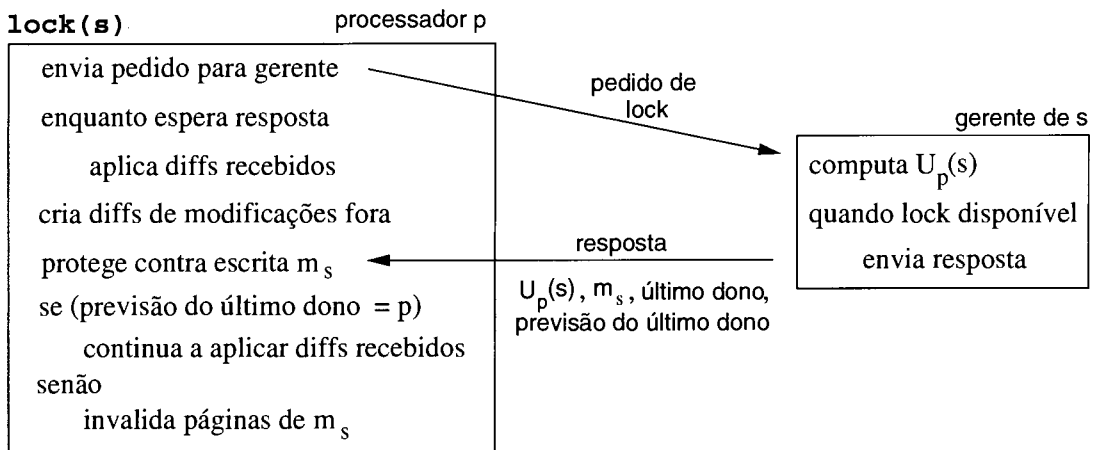 lock(s)
processador p
envia pedido para gerente
enquanto espera resposta
aplica diffs recebidos
cria diffs de modificações fora
protege contra escrita m_s
se (previsão do último dono = p)
continua a aplicar diffs recebidos
senão
invalida páginas de m_s
pedido de
lock
gerente de s
computa U_p(s)
quando lock disponível
envia resposta
resposta
U_p(s), m_s, último dono,
previsão do último dono